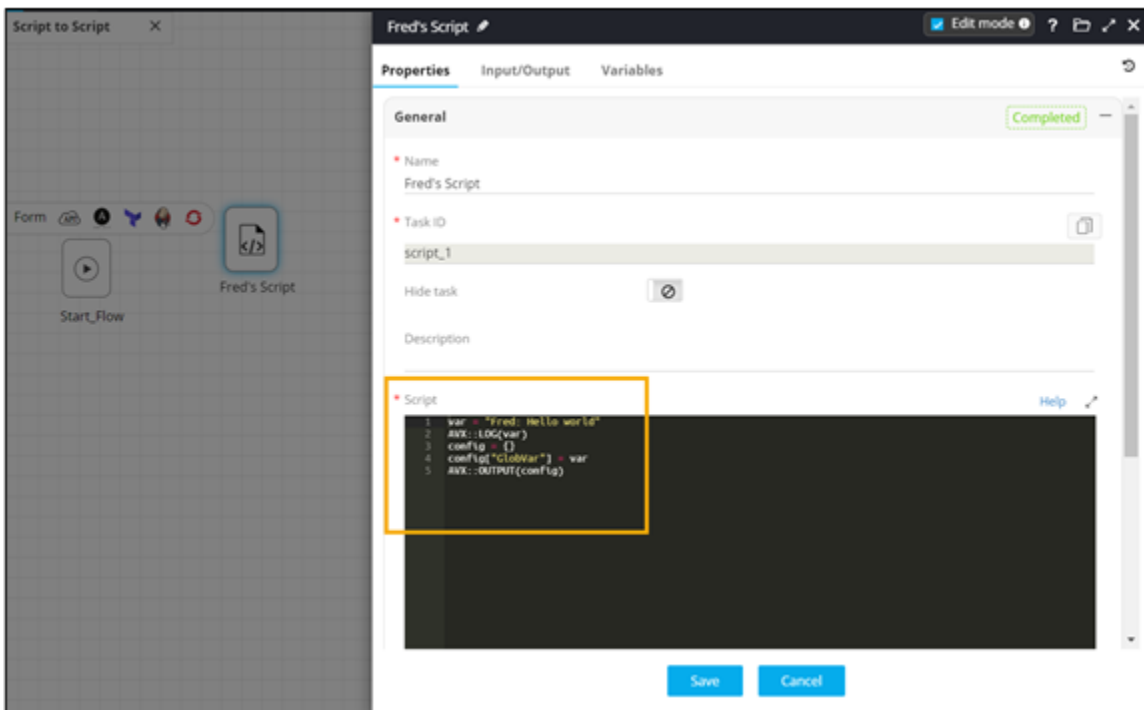 Script to Script
Fred's Script
Edit mode
?
Properties Input/Output Variables
General
Completed
* Name
Fred's Script
* Task ID
script_1
Hide task
Description
* Script
Help
1 var = "Fred: Hello world"
2 AVX::LOG(var)
3 config = {}
4 config["GlobVar"] = var
5 AVX::OUTPUT(config)
Save Cancel
Form
Start_Flow
Fred's Script